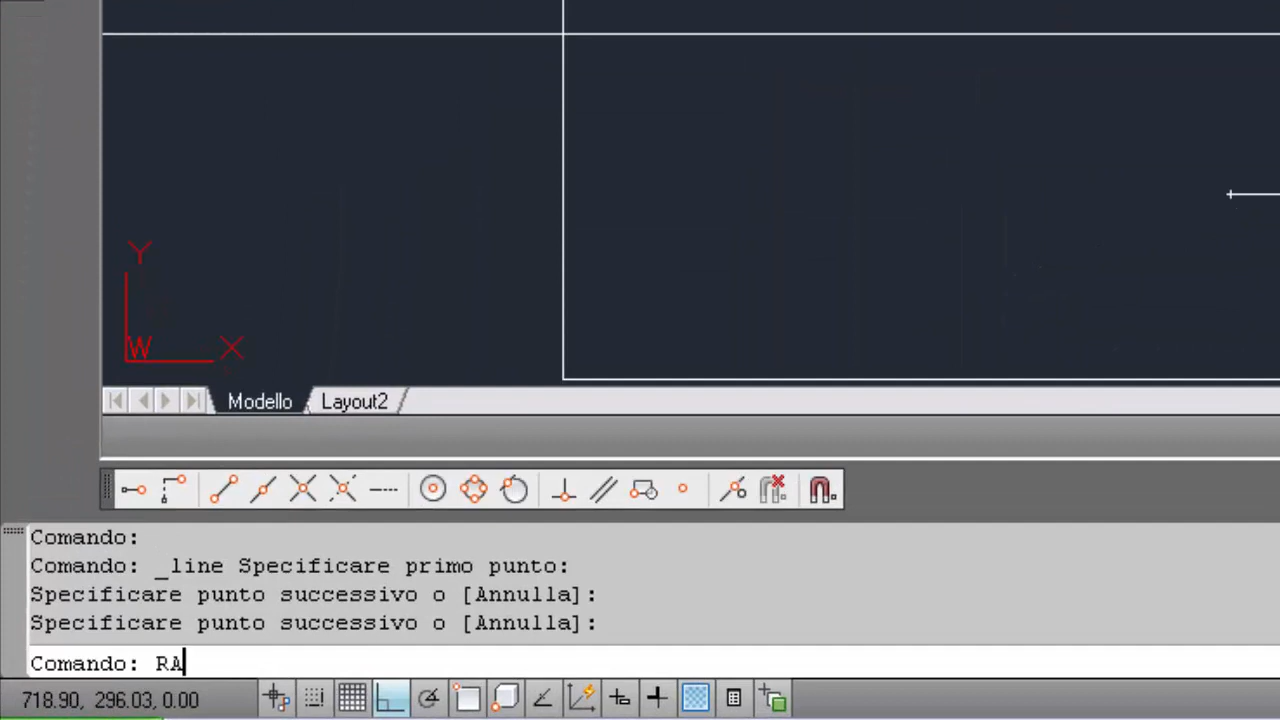 Y
W X
Modello Layout2
Comando:
Comando: _line Specificare primo punto:
Specificare punto successivo o [Annulla]:
Specificare punto successivo o [Annulla]:
Comando: RA
718.90, 296.03, 0.00